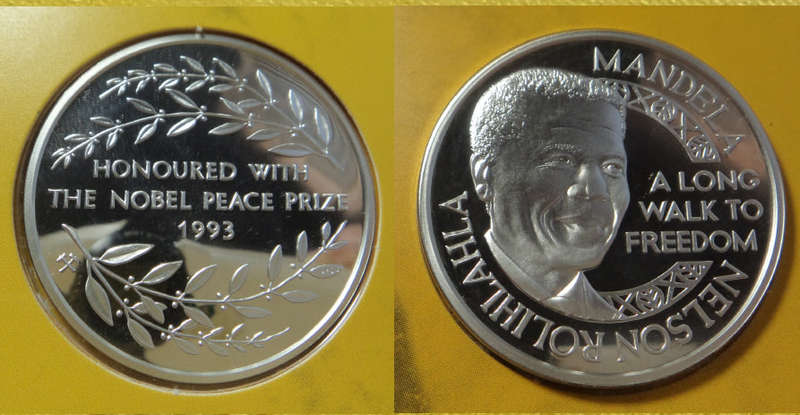 HONOURED WITH
THE NOBEL PEACE PRIZE
1993
NELSON ROLIHLAHLA
MANDELA
A LONG
WALK TO
FREEDOM